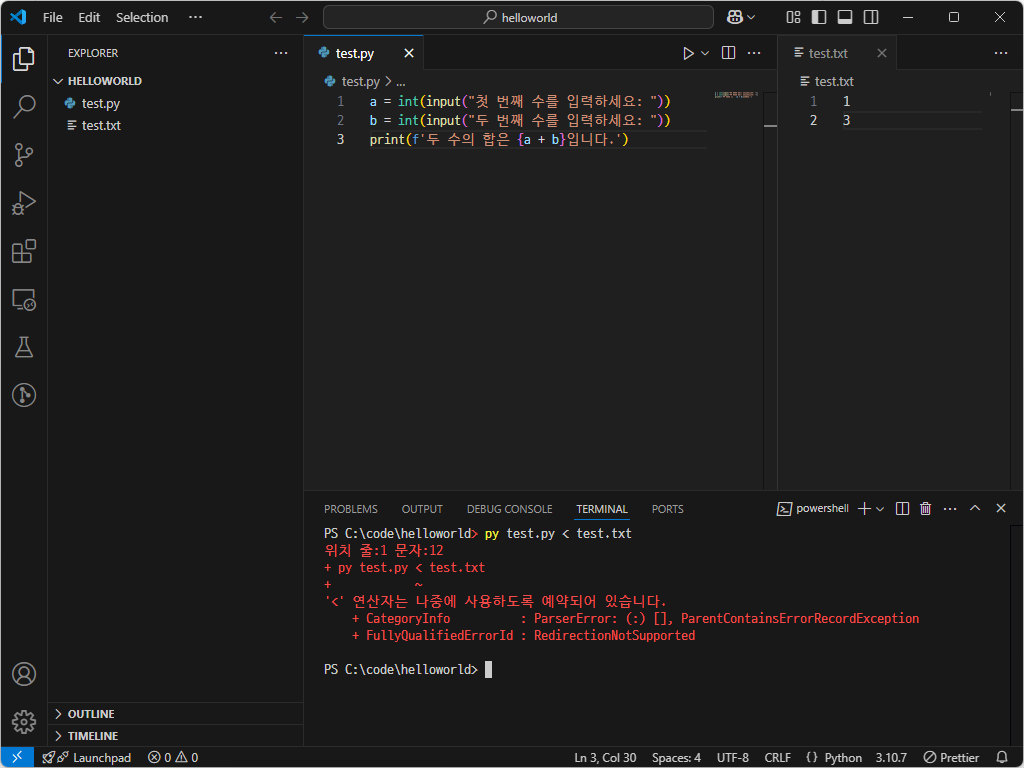 File Edit Selection ··· helloworld
EXPLORER ···
HELLOWORLD
test.py
test.txt
OUTLINE
TIMELINE
test.py
test.py > ...
1 a = int(input("첫 번째 수를 입력하세요: "))
2 b = int(input("두 번째 수를 입력하세요: "))
3 print(f'두 수의 합은 {a + b}입니다.')
test.txt
test.txt
1 1
2 3
PROBLEMS OUTPUT DEBUG CONSOLE TERMINAL PORTS powershell
PS C:\code\helloworld> py test.py < test.txt
위치 줄:1 문자:12
+ py test.py < test.txt
+            ~
'<' 연산자는 나중에 사용하도록 예약되어 있습니다.
    + CategoryInfo          : ParserError: (:) [], ParentContainsErrorRecordException
    + FullyQualifiedErrorId : RedirectionNotSupported
PS C:\code\helloworld>
Launchpad 0 0 Ln 3, Col 30 Spaces: 4 UTF-8 CRLF {} Python 3.10.7 Prettier